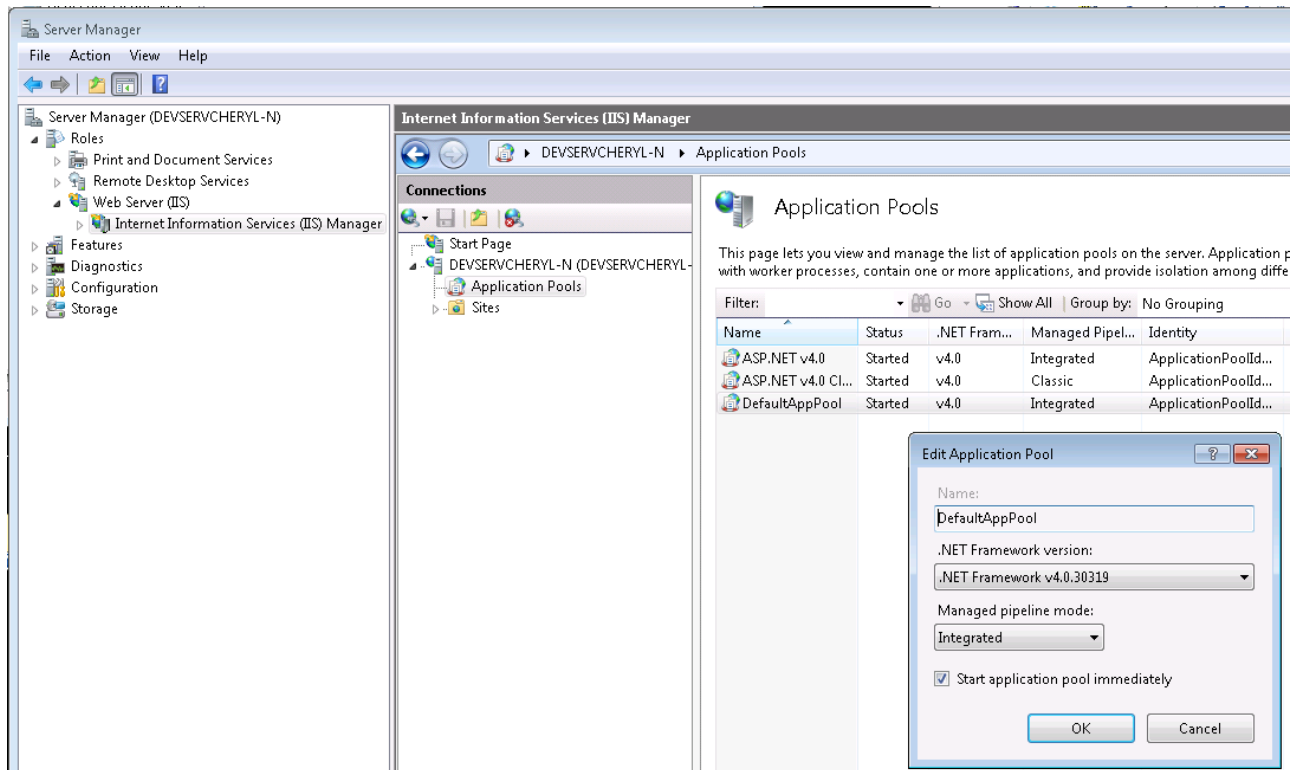 Server Manager
File Action View Help
Server Manager (DEVSERVCHERYL-N)
Roles
Print and Document Services
Remote Desktop Services
Web Server (IIS)
Internet Information Services (IIS) Manager
Features
Diagnostics
Configuration
Storage
Internet Information Services (IIS) Manager
DEVSERVCHERYL-N Application Pools
Connections
Start Page
DEVSERVCHERYL-N (DEVSERVCHERYL-
Application Pools
Sites
Application Pools
This page lets you view and manage the list of application pools on the server. Application p
with worker processes, contain one or more applications, and provide isolation among diffe
Filter: Go Show All Group by: No Grouping
Name Status .NET Fram... Managed Pipel... Identity
ASP.NET v4.0 Started v4.0 Integrated ApplicationPoolId...
ASP.NET v4.0 Cl... Started v4.0 Classic ApplicationPoolId...
DefaultAppPool Started v4.0 Integrated ApplicationPoolId...
Edit Application Pool
Name:
DefaultAppPool
.NET Framework version:
.NET Framework v4.0.30319
Managed pipeline mode:
Integrated
Start application pool immediately
OK Cancel